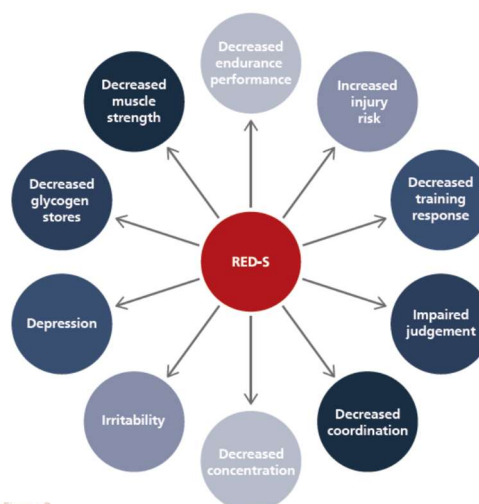 Decreased
endurance
performance
Increased
injury
risk
Decreased
training
response
Impaired
judgement
Decreased
coordination
Decreased
concentration
Irritability
Depression
Decreased
glycogen
stores
Decreased
muscle
strength
RED-S